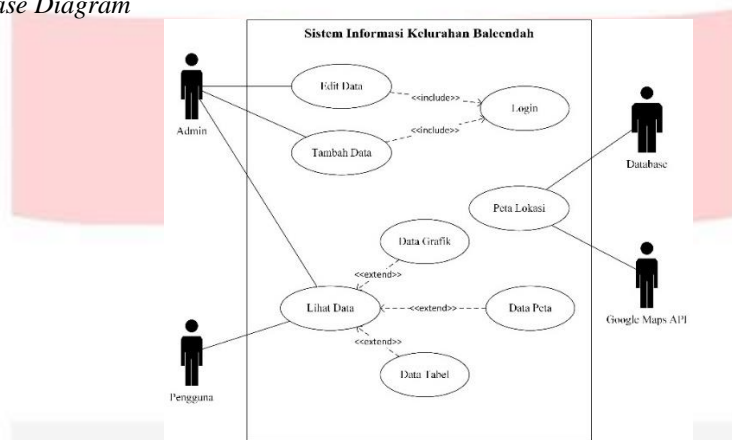 ase Diagram
Sistem Informasi Kelurahan Baleendah
Admin
Edit Data
<<include>>
Login
<<include>>
Tambah Data
Database
Peta Lokasi
Data Grafik
<<extend>>
Lihat Data
<<extend>>
Data Peta
Google Maps API
<<extend>>
Data Tabel
Pengguna